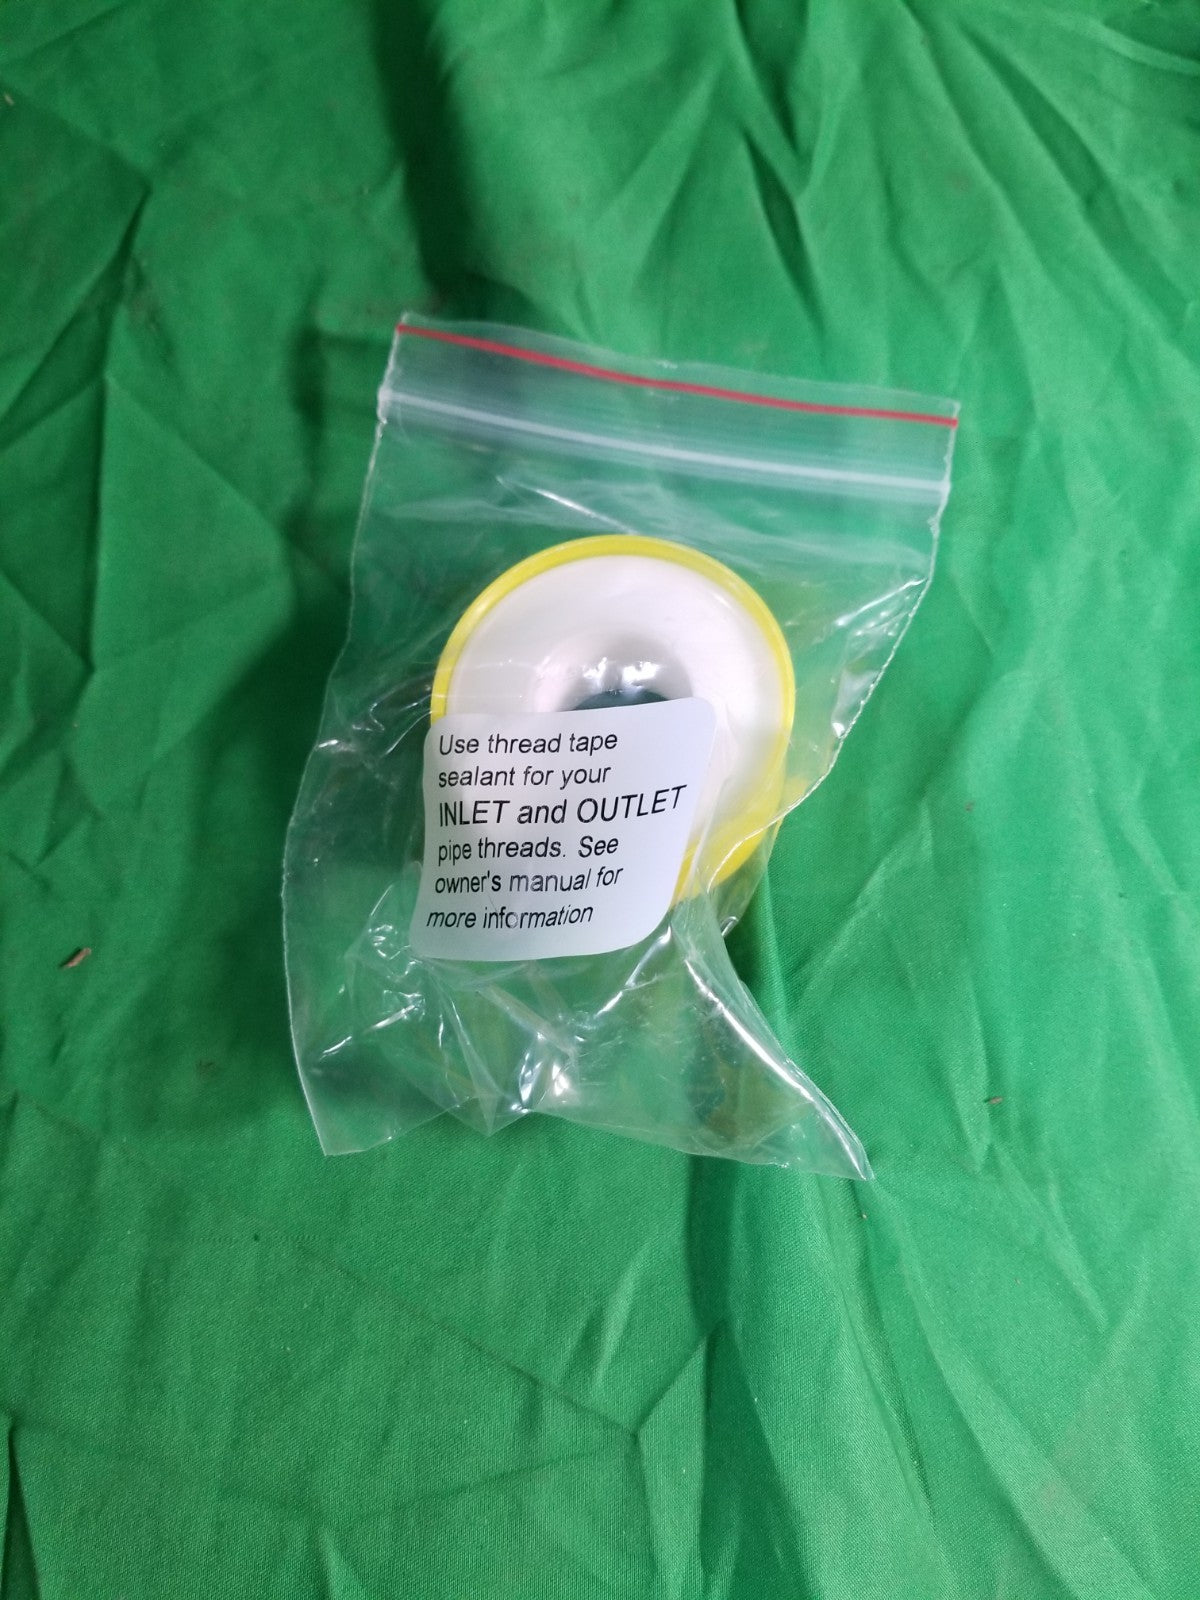 Use thread tape
sealant for your
INLET and OUTLET
pipe threads. See
owner's manual for
more information